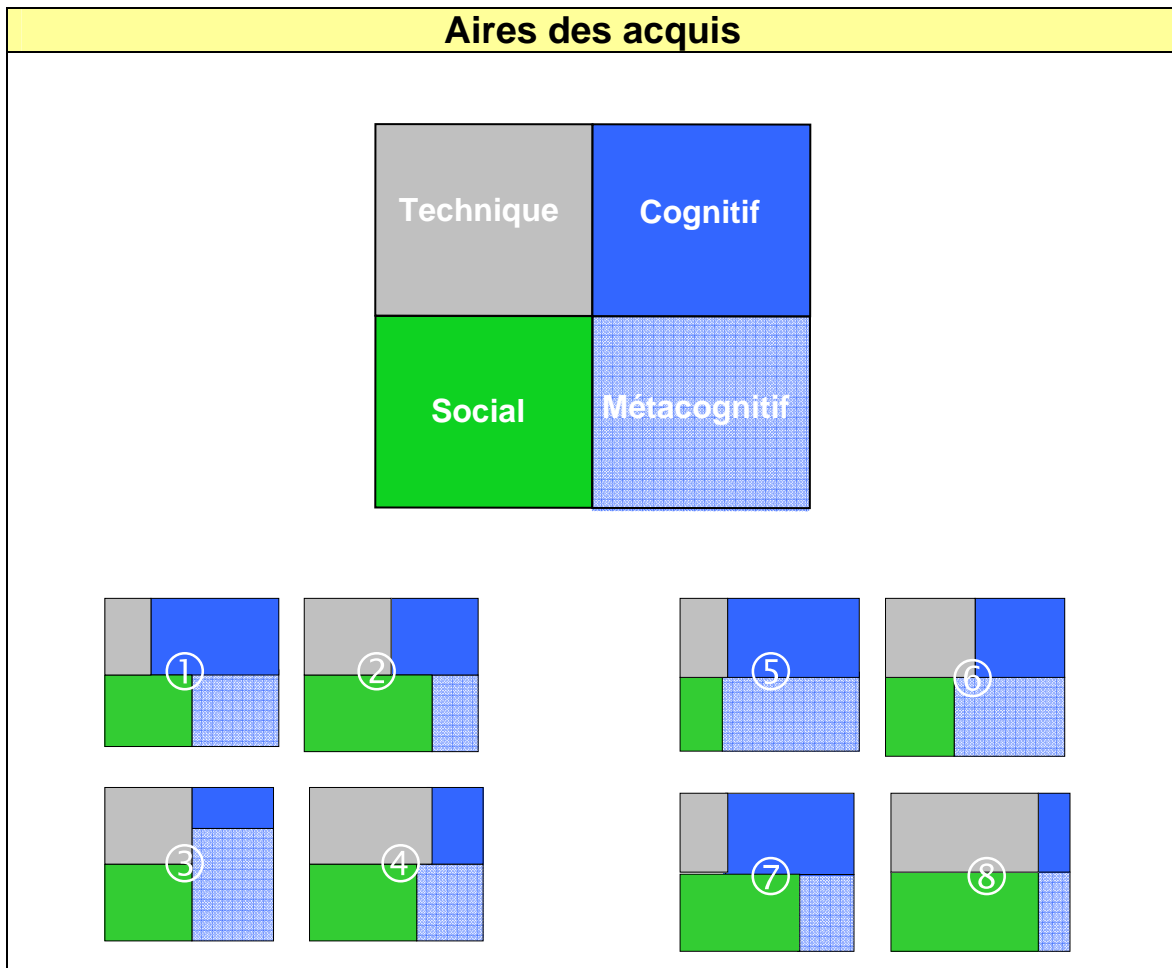 Aires des acquis
Technique
Cognitif
Social
Métacognitif
①
②
⑤
⑥
③
④
⑦
⑧